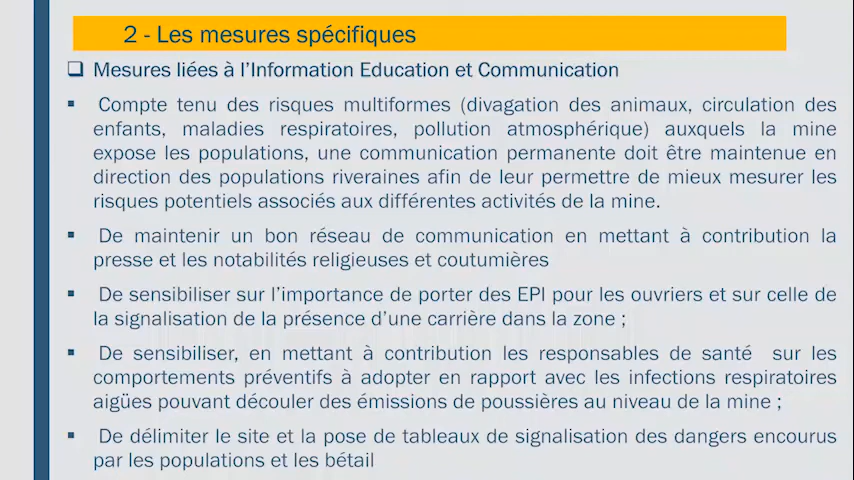 2 - Les mesures spécifiques
Mesures liées à l'Information Education et Communication
Compte tenu des risques multiformes (divagation des animaux, circulation des
enfants, maladies respiratoires, pollution atmosphérique) auxquels la mine
expose les populations, une communication permanente doit être maintenue en
direction des populations riveraines afin de leur permettre de mieux mesurer les
risques potentiels associés aux différentes activités de la mine.
De maintenir un bon réseau de communication en mettant à contribution la
presse et les notabilités religieuses et coutumières
De sensibiliser sur l'importance de porter des EPI pour les ouvriers et sur celle de
la signalisation de la présence d'une carrière dans la zone ;
De sensibiliser, en mettant à contribution les responsables de santé sur les
comportements préventifs à adopter en rapport avec les infections respiratoires
aigües pouvant découler des émissions de poussières au niveau de la mine ;
De délimiter le site et la pose de tableaux de signalisation des dangers encourus
par les populations et les bétail